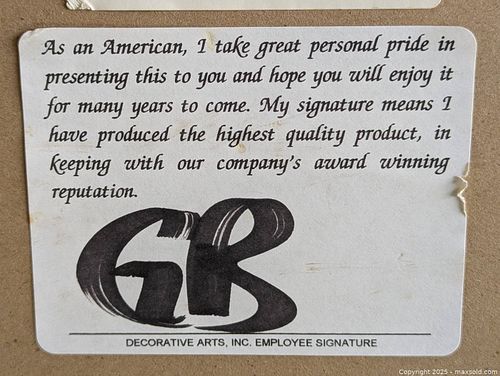 As an American, I take great personal pride in
presenting this to you and hope you will enjoy it
for many years to come. My signature means I
have produced the highest quality product, in
keeping with our company's award winning
reputation.
GB
DECORATIVE ARTS, INC. EMPLOYEE SIGNATURE
Copyright 2025 - maxsold.com